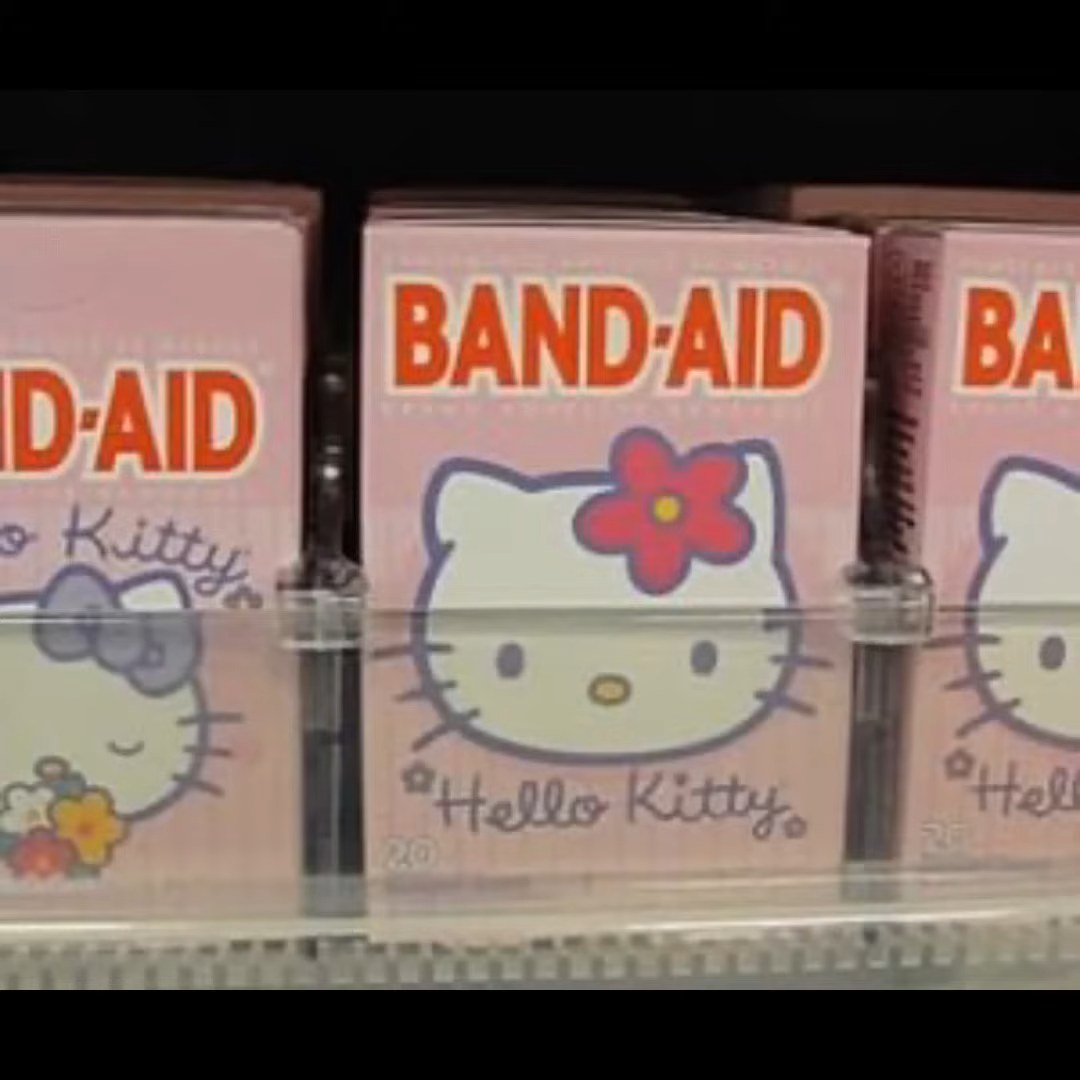 ND-AID
o Kitty
BAND-AID
Hello Kitty
20
BA
Hell